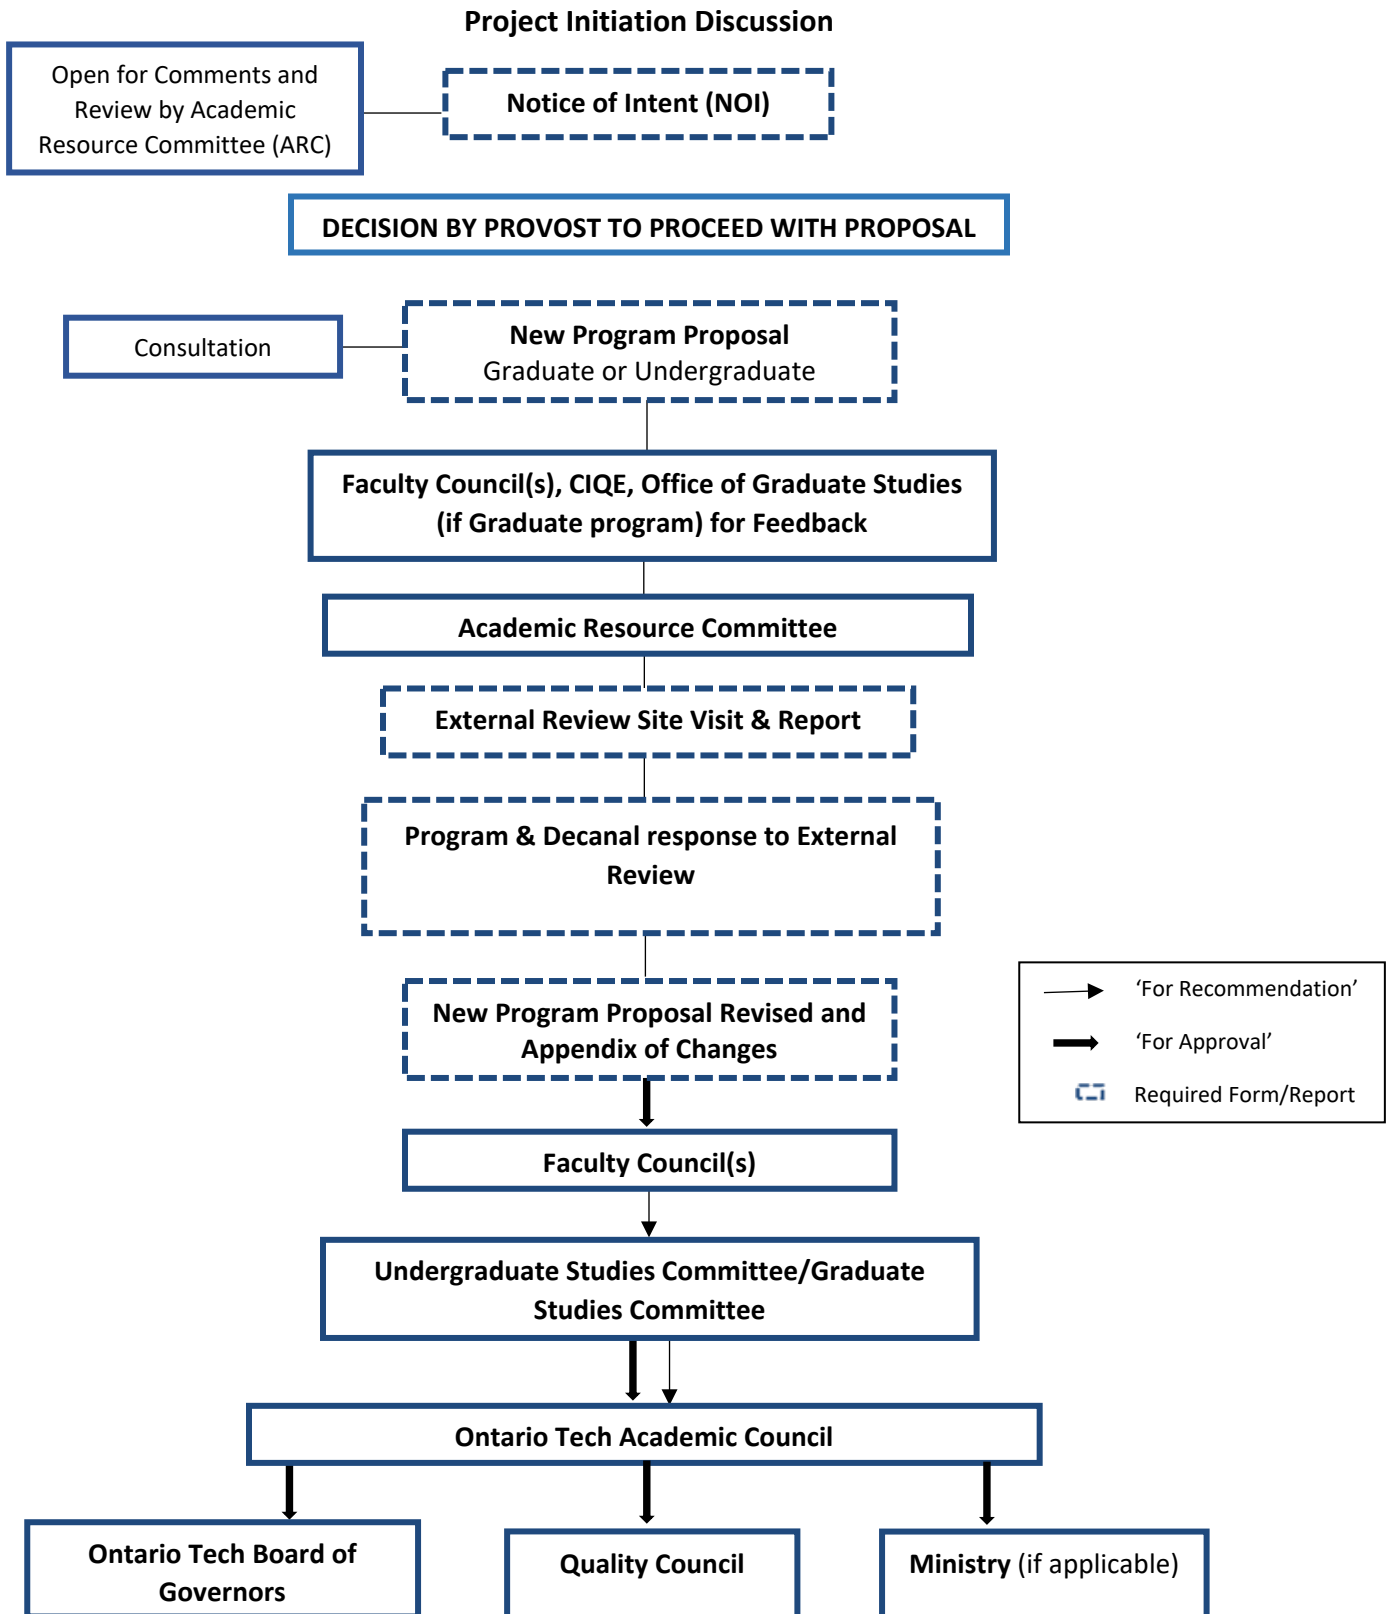 Project Initiation Discussion
Open for Comments and
Review by Academic
Resource Committee (ARC)
Notice of Intent (NOI)
DECISION BY PROVOST TO PROCEED WITH PROPOSAL
Consultation
New Program Proposal
Graduate or Undergraduate
Faculty Council(s), CIQE, Office of Graduate Studies
(if Graduate program) for Feedback
Academic Resource Committee
External Review Site Visit & Report
Program & Decanal response to External
Review
New Program Proposal Revised and
Appendix of Changes
‘For Recommendation’
‘For Approval’
Required Form/Report
Faculty Council(s)
Undergraduate Studies Committee/Graduate
Studies Committee
Ontario Tech Academic Council
Ontario Tech Board of
Governors
Quality Council
Ministry (if applicable)